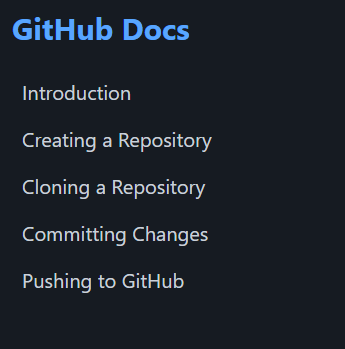 GitHub Docs
Introduction
Creating a Repository
Cloning a Repository
Committing Changes
Pushing to GitHub